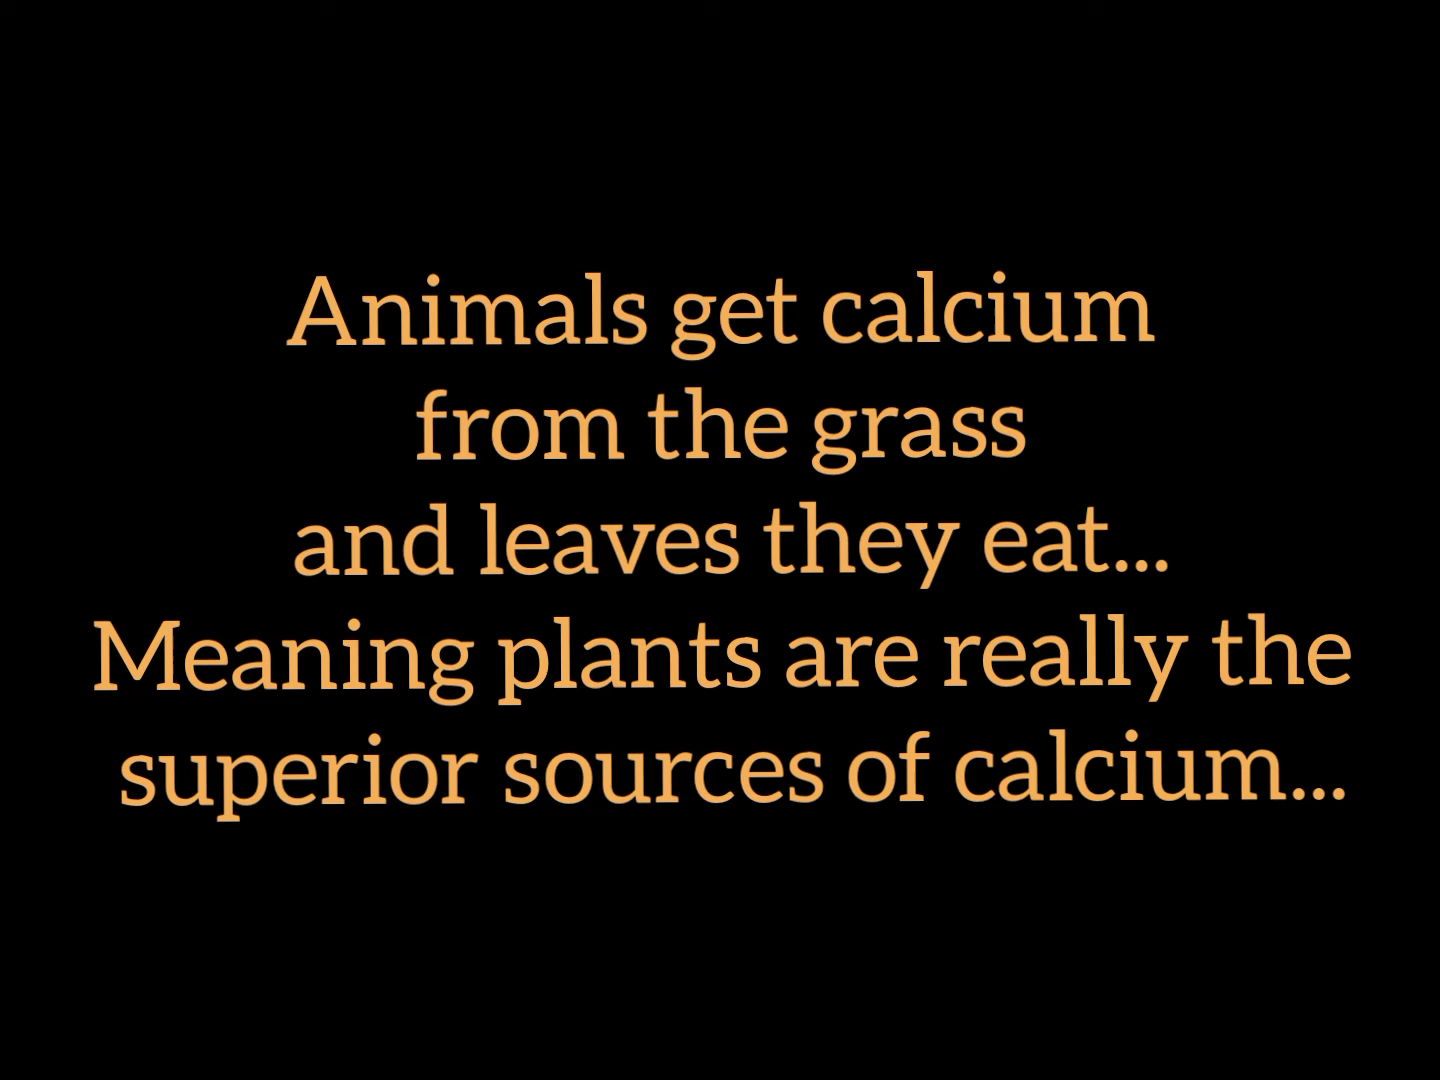 Animals get calcium
from the grass
and leaves they eat...
Meaning plants are really the
superior sources of calcium...